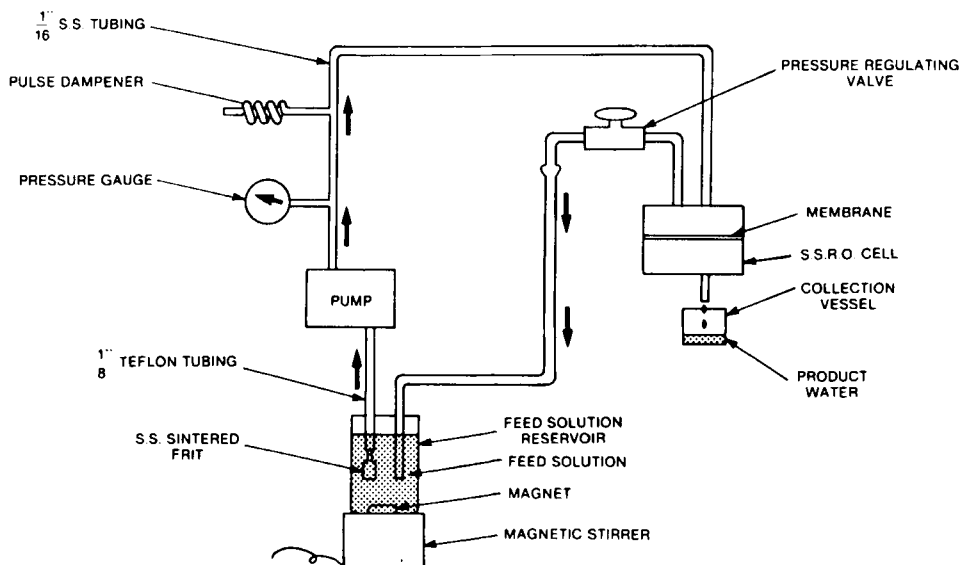 1" S.S. TUBING
16
PULSE DAMPENER
PRESSURE GAUGE
PUMP
1" TEFLON TUBING
8
S.S. SINTERED
FRIT
PRESSURE REGULATING
VALVE
MEMBRANE
S.S.R.O. CELL
COLLECTION
VESSEL
PRODUCT
WATER
FEED SOLUTION
RESERVOIR
FEED SOLUTION
MAGNET
MAGNETIC STIRRER